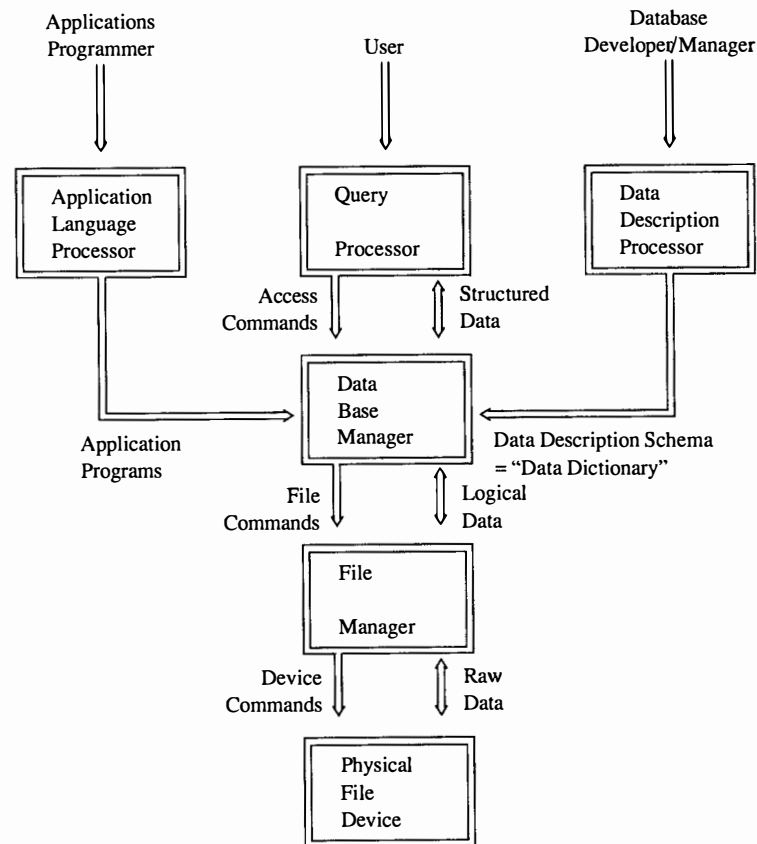 Applications
Programmer
User
Database
Developer/Manager
Application
Language
Processor
Query
Processor
Data
Description
Processor
Access
Commands
Structured
Data
Data
Base
Manager
Application
Programs
Data Description Schema
= “Data Dictionary”
File
Commands
Logical
Data
File
Manager
Device
Commands
Raw
Data
Physical
File
Device